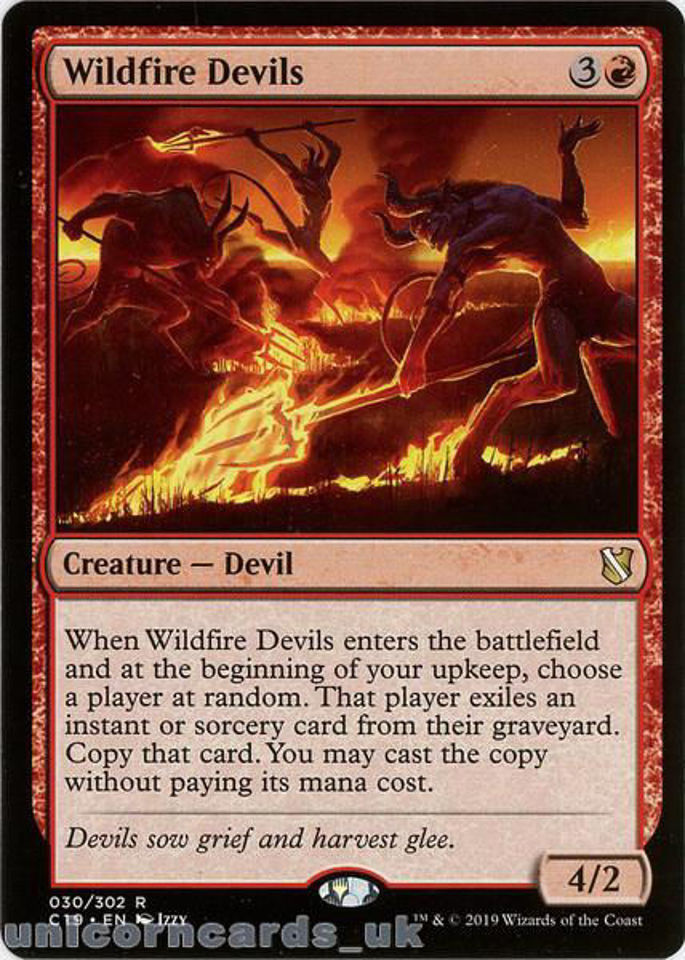 Wildfire Devils 3
Creature — Devil
When Wildfire Devils enters the battlefield
and at the beginning of your upkeep, choose
a player at random. That player exiles an
instant or sorcery card from their graveyard.
Copy that card. You may cast the copy
without paying its mana cost.
Devils sow grief and harvest glee.
4/2
030/302 R
C19 • EN Izzy
™ & © 2019 Wizards of the Coast
unicorncards_uk